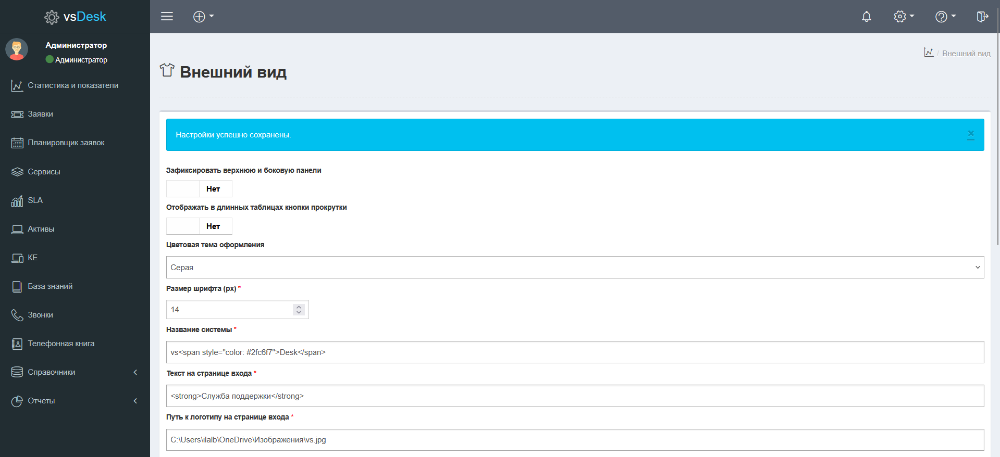 vsDesk
Администратор
Администратор
Статистика и показатели
Заявки
Планировщик заявок
Сервисы
SLA
Активы
КЕ
База знаний
Звонки
Телефонная книга
Справочники
Отчеты
/ Внешний вид
Внешний вид
Настройки успешно сохранены.
×
Зафиксировать верхнюю и боковую панели
Нет
Отображать в длинных таблицах кнопки прокрутки
Нет
Цветовая тема оформления
Серая
Размер шрифта (px) *
14
Название системы *
vs<span style="color: #2fc6f7">Desk</span>
Текст на странице входа *
<strong>Служба поддержки</strong>
Путь к логотипу на странице входа *
C:\Users\ilalb\OneDrive\Изображения\vs.jpg